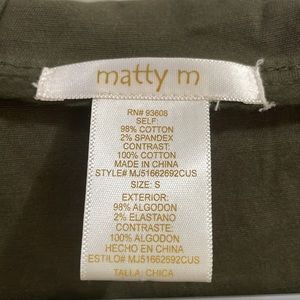 matty m
RN# 93608
SELF:
98% COTTON
2% SPANDEX
CONTRAST:
100% COTTON
MADE IN CHINA
STYLE# MJ51662692CUS
SIZE: S
EXTERIOR:
98% ALGODON
2% ELASTANO
CONTRASTE:
100% ALGODON
HECHO EN CHINA
ESTILO# MJ51662692CUS
TALLA: CHICA